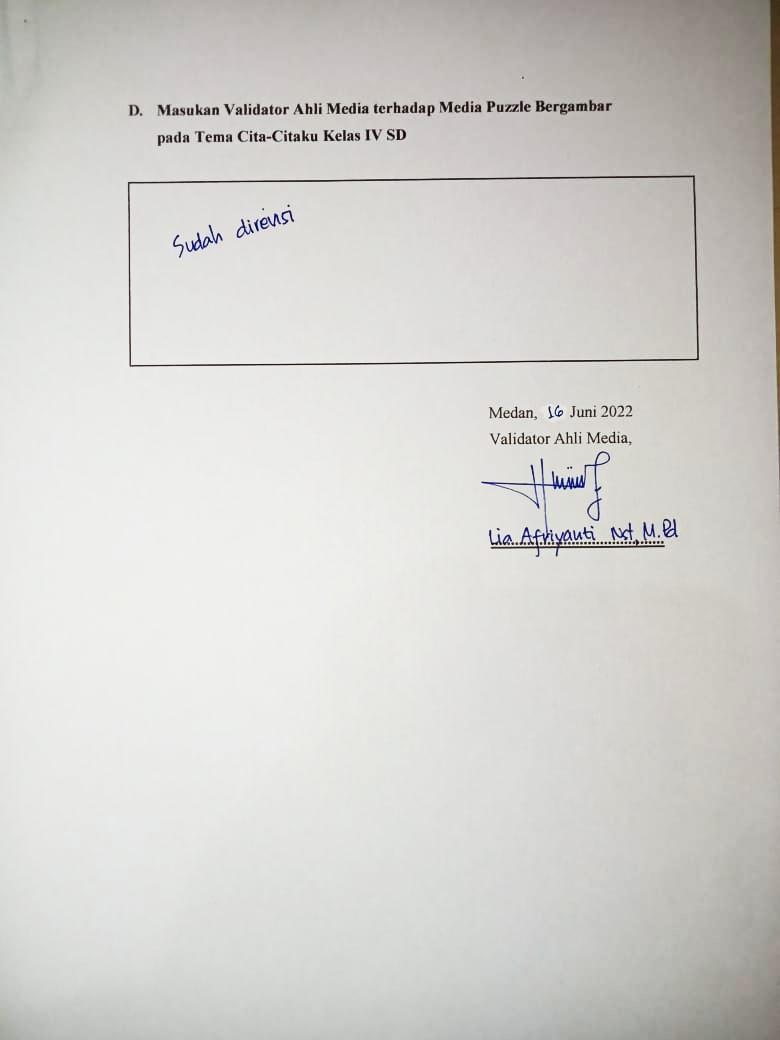 D. Masukan Validator Ahli Media terhadap Media Puzzle Bergambar
pada Tema Cita-Citaku Kelas IV SD
Sudah direvisi
Medan, 16 Juni 2022
Validator Ahli Media,
Lia Afriyanti Nst, M.Pd